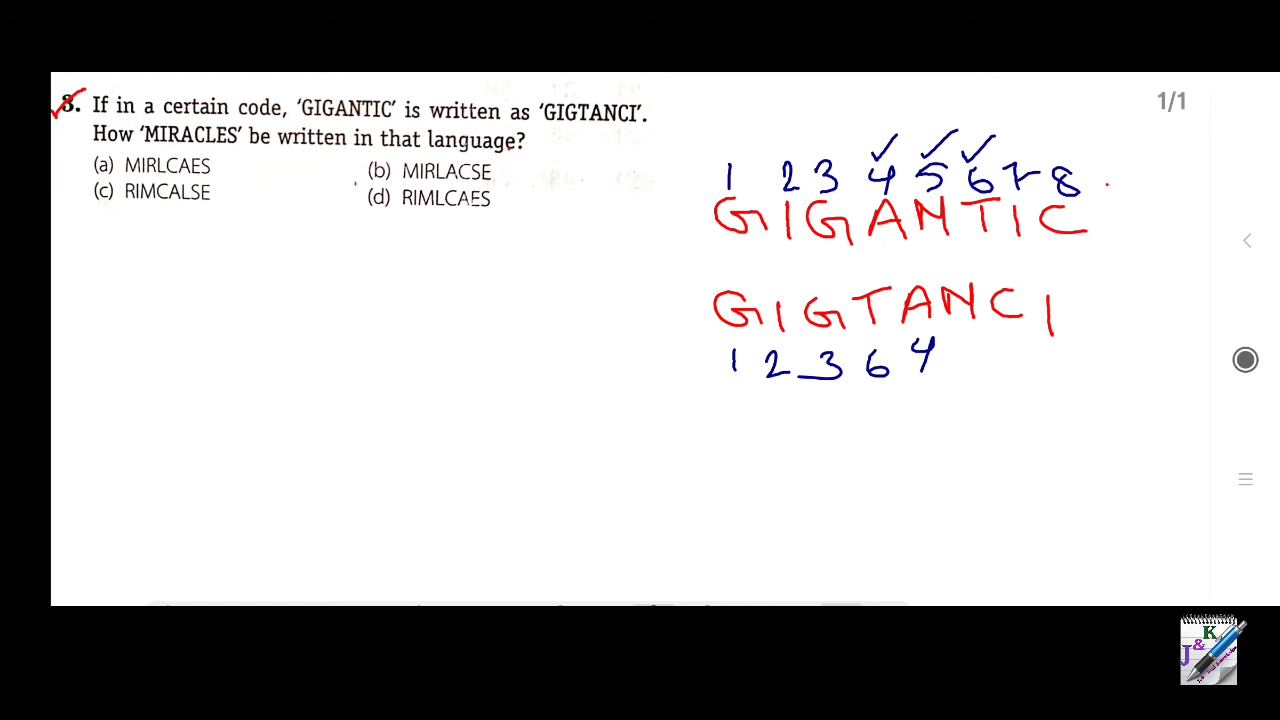 1/1
8. If in a certain code, 'GIGANTIC' is written as 'GIGTANCI'.
How 'MIRACLES' be written in that language?
(a) MIRLCAES (b) MIRLACSE
(c) RIMCALSE (d) RIMLCAES
1 2 3 4 5 6 7 8
GIGANTIC
GIGTANCI
1 2 3 6 4
J & K